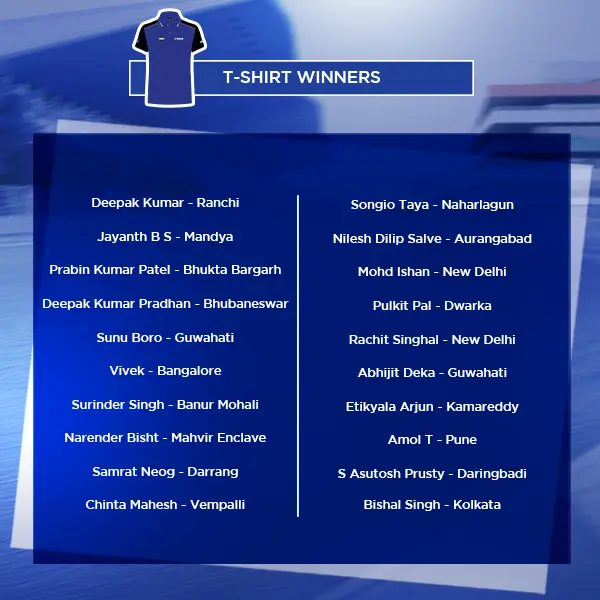 T-SHIRT WINNERS
Deepak Kumar - Ranchi
Jayanth B S - Mandya
Prabin Kumar Patel - Bhukta Bargarh
Deepak Kumar Pradhan - Bhubaneswar
Sunu Boro - Guwahati
Vivek - Bangalore
Surinder Singh - Banur Mohali
Narender Bisht - Mahvir Enclave
Samrat Neog - Darrang
Chinta Mahesh - Vempalli
Songio Taya - Naharlagun
Nilesh Dilip Salve - Aurangabad
Mohd Ishan - New Delhi
Pulkit Pal - Dwarka
Rachit Singhal - New Delhi
Abhijit Deka - Guwahati
Etikyala Arjun - Kamareddy
Amol T - Pune
S Asutosh Prusty - Daringbadi
Bishal Singh - Kolkata